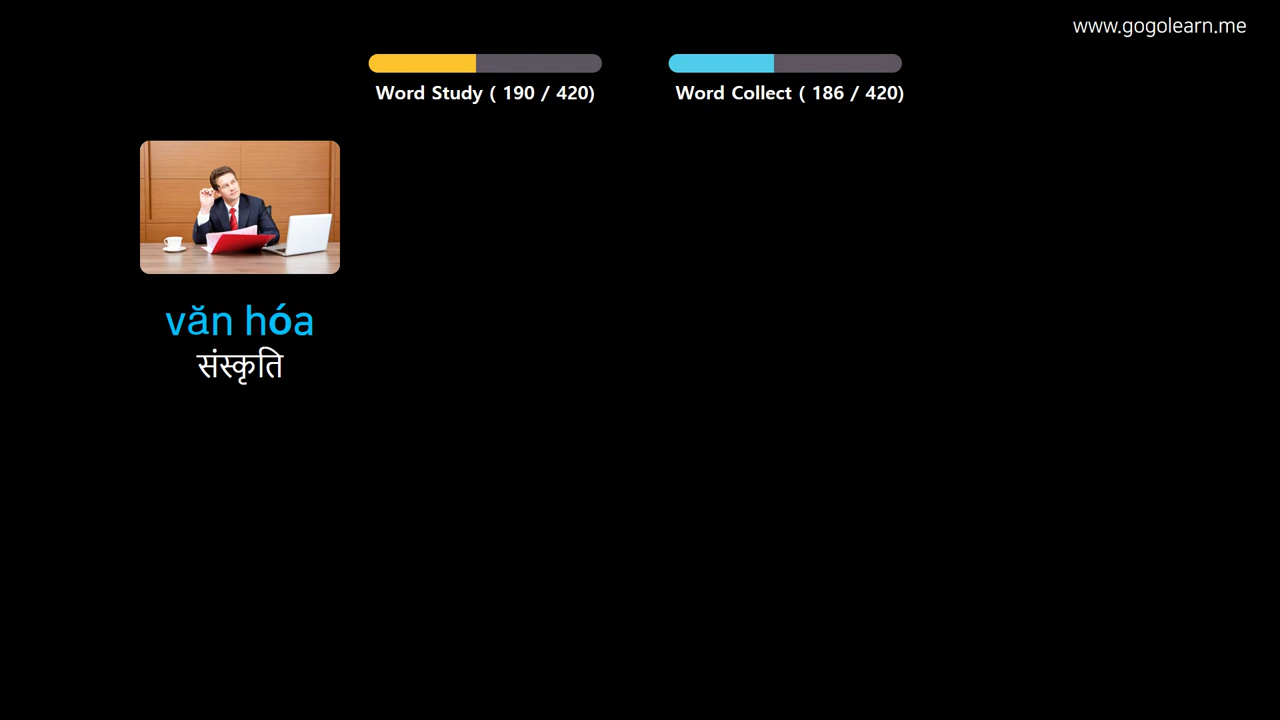 www.gogolearn.me
Word Study ( 190 / 420)
Word Collect ( 186 / 420)
văn hóa
संस्कृति